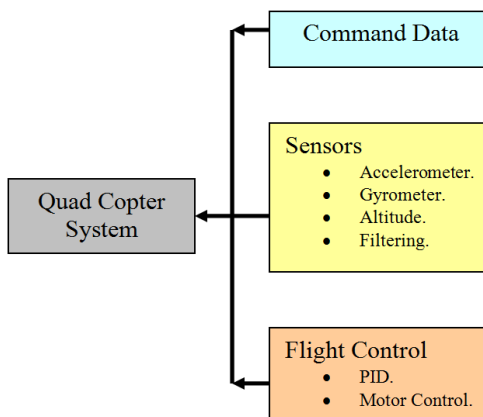 Command Data
Sensors
• Accelerometer.
• Gyrometer.
• Altitude.
• Filtering.
Quad Copter
System
Flight Control
• PID.
• Motor Control.